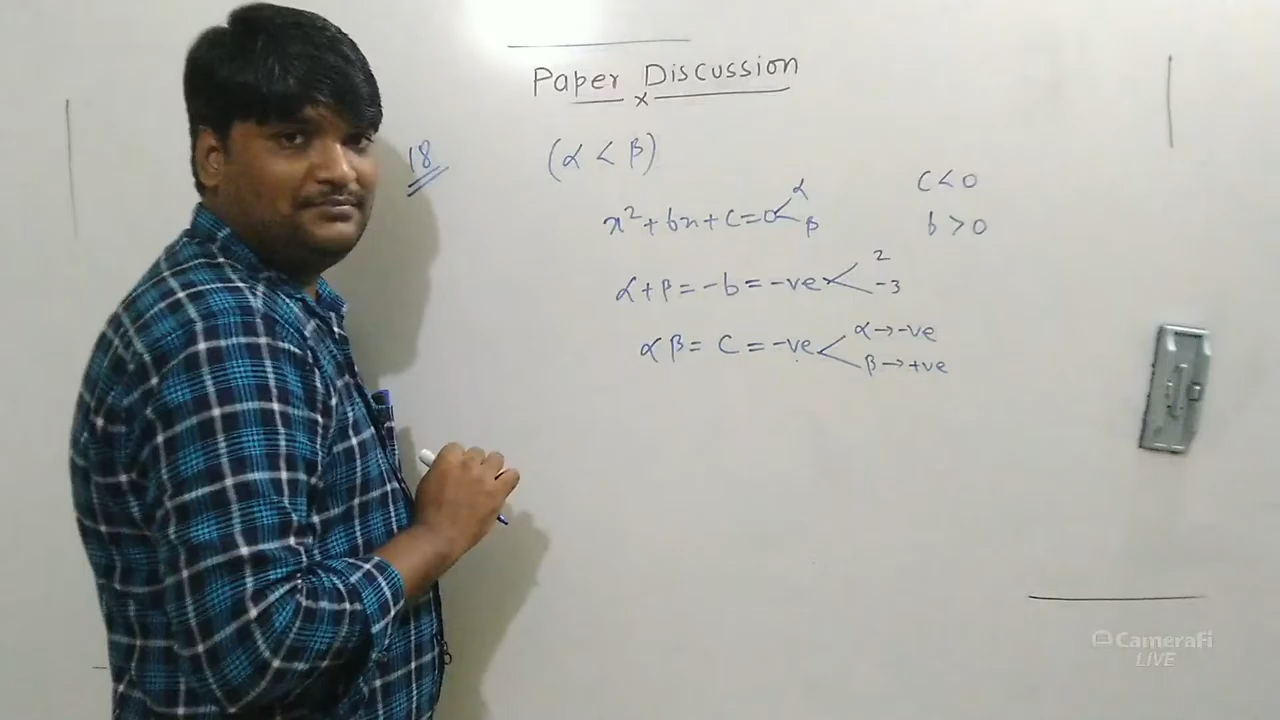 Paper Discussion
x
18
(α < β)
x² + bx + c = 0 < α β
c < 0
b > 0
α + β = -b = -ve < 2 -3
αβ = c = -ve < α → -ve β → +ve
CameraFi
LIVE